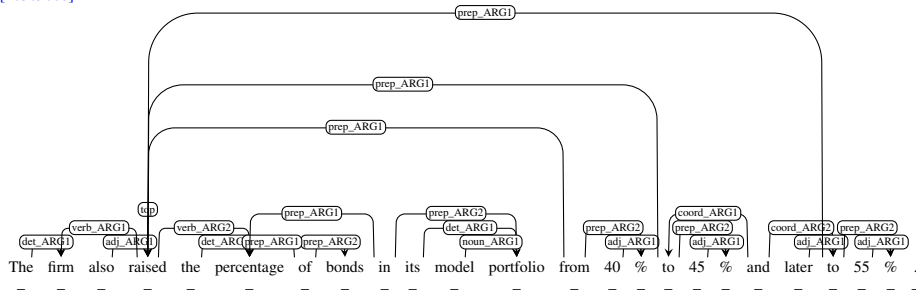 prep_ARG1
prep_ARG1
prep_ARG1
top
prep_ARG1 prep_ARG2 coord_ARG1
verb_ARG1 verb_ARG2 det_ARG1 prep_ARG2 prep_ARG2 coord_ARG2 prep_ARG2
det_ARG1 adj_ARG1 det_ARG1 prep_ARG1 prep_ARG2 noun_ARG1 adj_ARG1 adj_ARG1 adj_ARG1 adj_ARG1
The firm also raised the percentage of bonds in its model portfolio from 40 % to 45 % and later to 55 % .
_ _ _ _ _ _ _ _ _ _ _ _ _ _ _ _ _ _ _ _ _ _ _ _